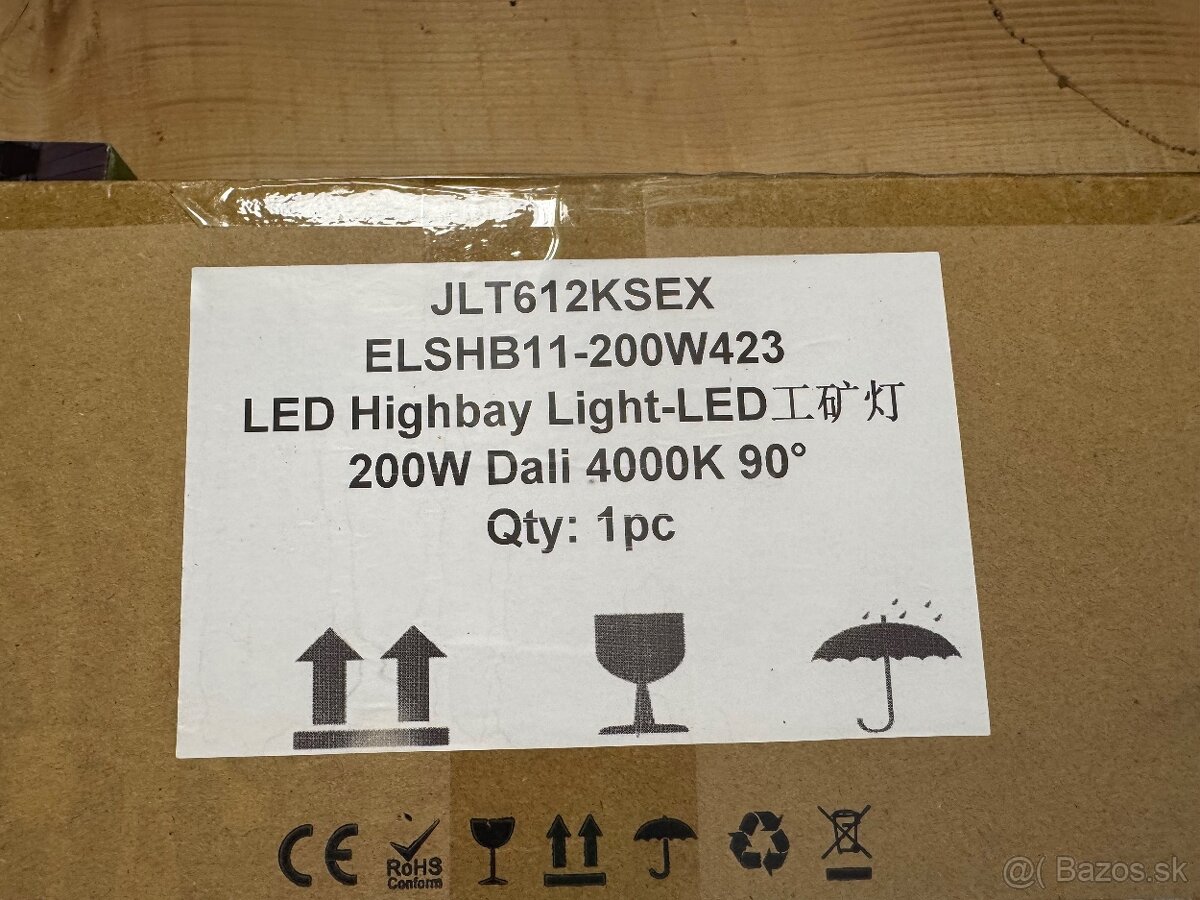 JLT612KSEX
ELSHB11-200W423
LED Highbay Light-LED工矿灯
200W Dali 4000K 90°
Qty: 1pc
CE
RoHS
Conform
@( Bazos.sk